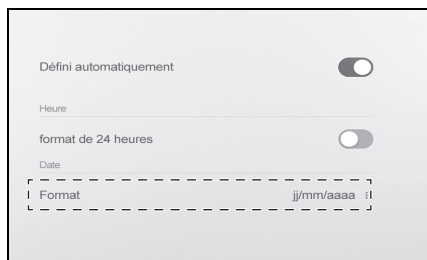 Défini automatiquement
Heure
format de 24 heures
Date
Format jj/mm/aaaa